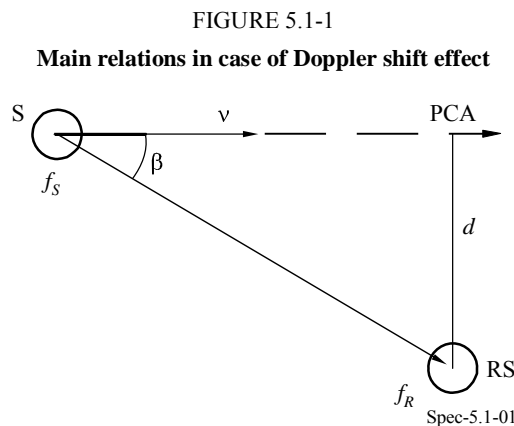 FIGURE 5.1-1
Main relations in case of Doppler shift effect
S
ν
PCA
β
f_S
d
RS
f_R
Spec-5.1-01